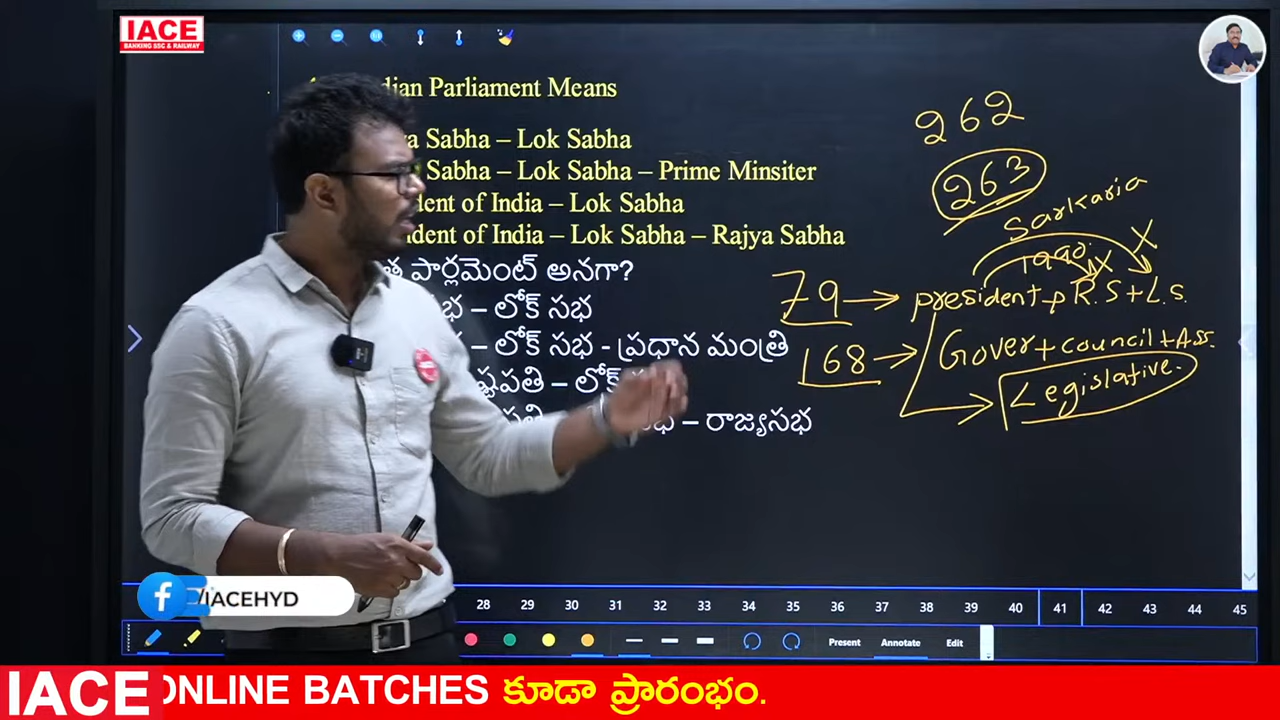 IACE
BANKING SSC & RAILWAY
dian Parliament Means
a Sabha – Lok Sabha
Sabha – Lok Sabha – Prime Minsiter
dent of India – Lok Sabha
dent of India – Lok Sabha – Rajya Sabha
పార్లమెంట్ అనగా?
భ – లోక్ సభ
– లోక్ సభ - ప్రధాన మంత్రి
ష్ట్రపతి – లోక్
– రాజ్యసభ
262
263
Sarkaria
1990
79 → president + R.S + L.S.
168 → Gover + council + Ass.
Legislative.
/IACEHYD
28 29 30 31 32 33 34 35 36 37 38 39 40 41 42 43 44 45
Present Annotate Edit
IACE ONLINE BATCHES కూడా ప్రారంభం.